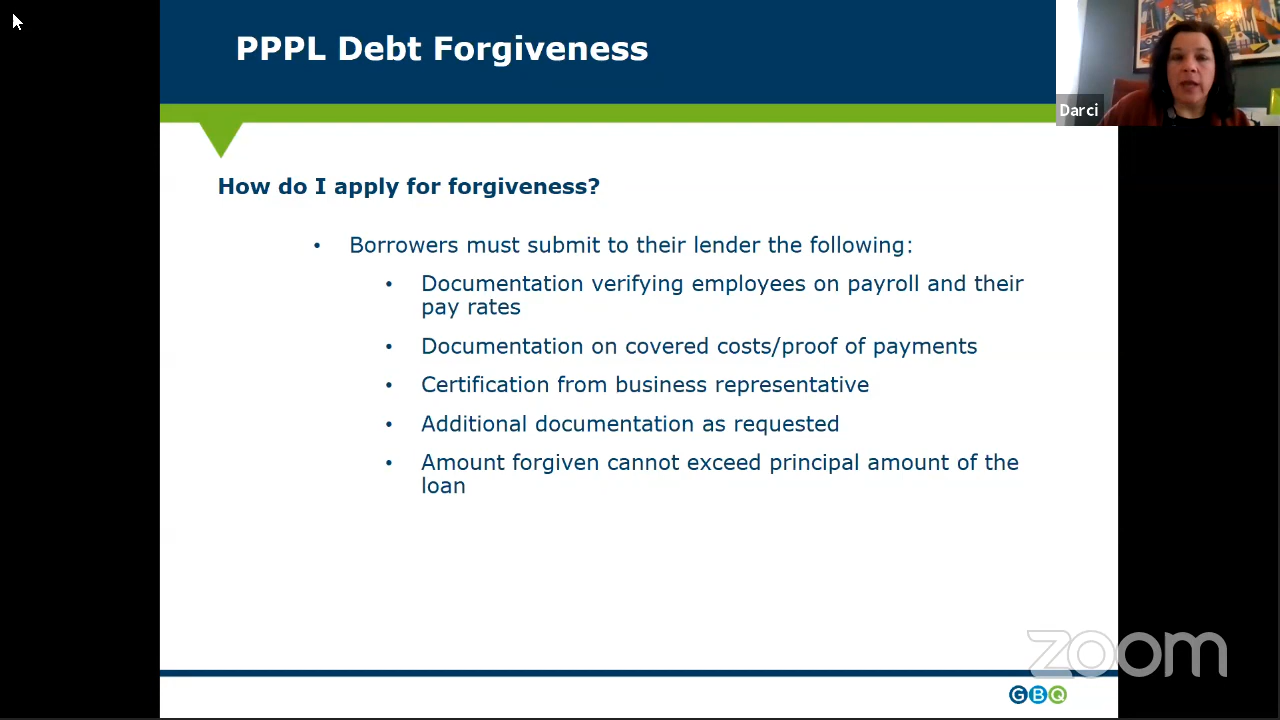 PPPL Debt Forgiveness
Darci
How do I apply for forgiveness?
• Borrowers must submit to their lender the following:
• Documentation verifying employees on payroll and their
pay rates
• Documentation on covered costs/proof of payments
• Certification from business representative
• Additional documentation as requested
• Amount forgiven cannot exceed principal amount of the
loan
zoom
GBQ